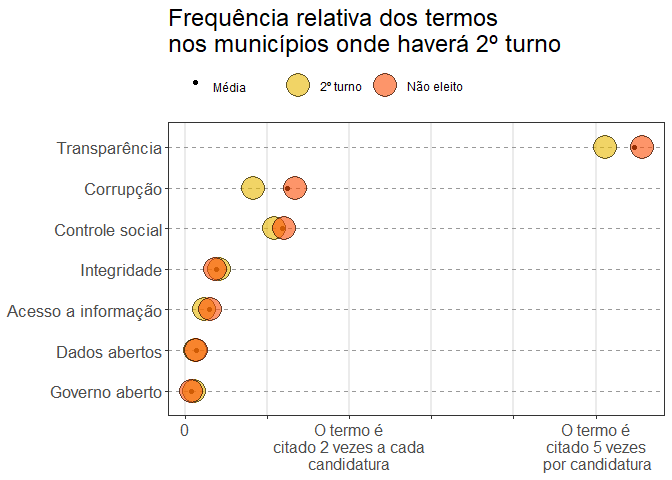 Frequência relativa dos termos
nos municípios onde haverá 2º turno
Média
2º turno
Não eleito
Transparência
Corrupção
Controle social
Integridade
Acesso a informação
Dados abertos
Governo aberto
0
O termo é
citado 2 vezes a cada
candidatura
O termo é
citado 5 vezes
por candidatura